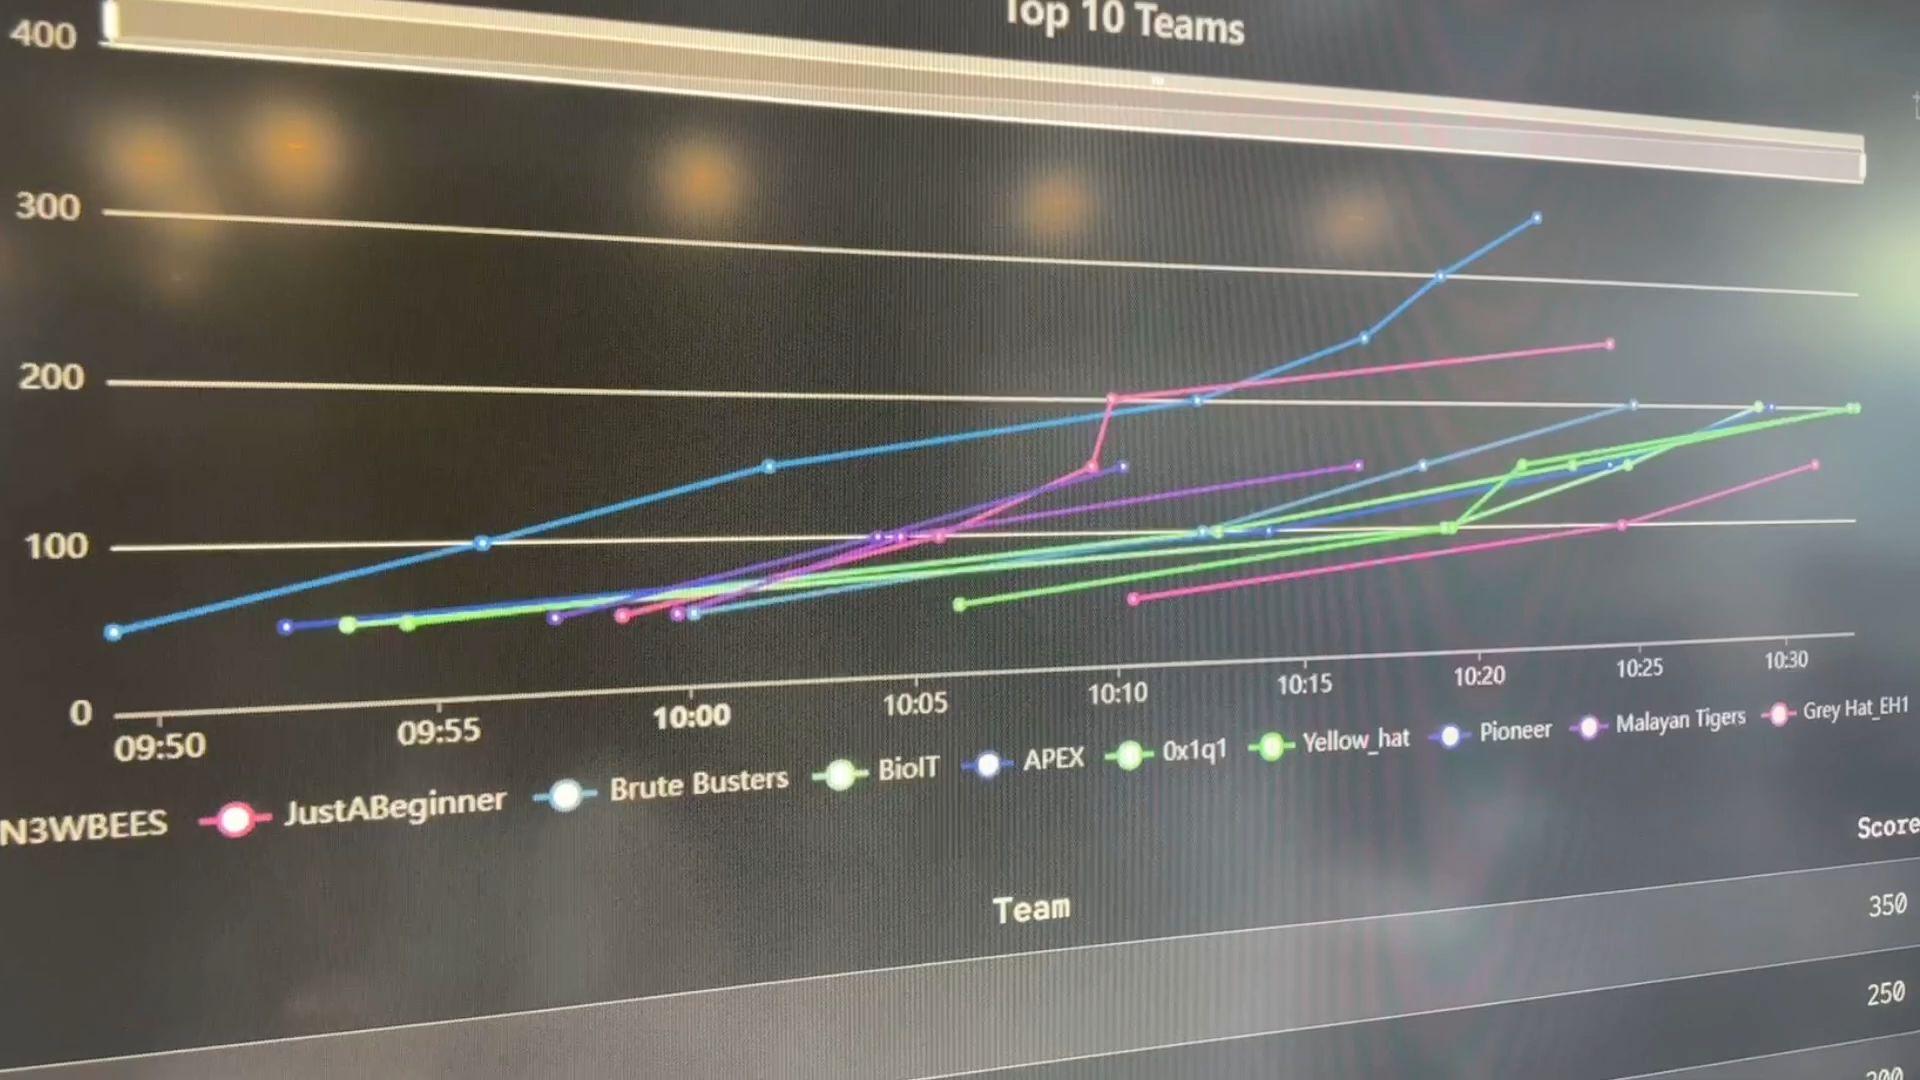 Top 10 Teams
400
300
200
100
0
09:50 09:55 10:00 10:05 10:10 10:15 10:20 10:25 10:30
N3WBEES JustABeginner Brute Busters BioIT APEX 0x1q1 Yellow_hat Pioneer Malayan Tigers Grey Hat_EH1
Team Score
350
250
200